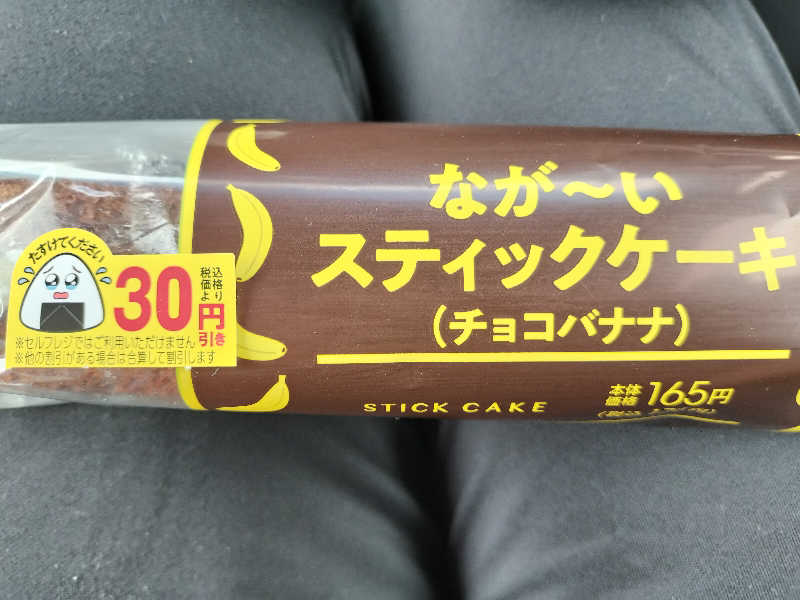 たすけてください
税込
価格
より
30円
引き
※セルフレジではご利用いただけません
※他の割引がある場合は合算して割引します
なが～い
スティックケーキ
(チョコバナナ)
STICK CAKE
本体
価格 165円